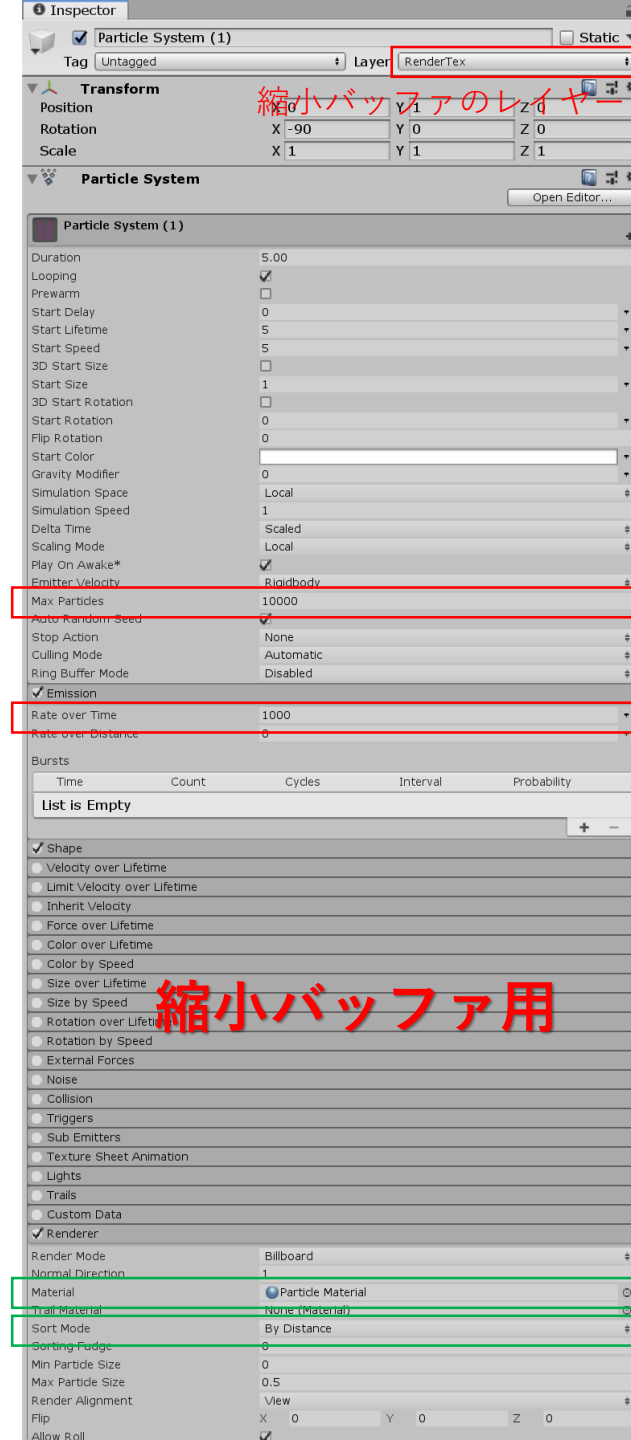 Inspector
Particle System (1) Static
Tag Untagged Layer RenderTex
Transform
縮小バッファのレイヤー
Position X 0 Y 1 Z 0
Rotation X -90 Y 0 Z 0
Scale X 1 Y 1 Z 1
Particle System
Open Editor...
Particle System (1)
Duration 5.00
Looping
Prewarm
Start Delay 0
Start Lifetime 5
Start Speed 5
3D Start Size
Start Size 1
3D Start Rotation
Start Rotation 0
Flip Rotation 0
Start Color
Gravity Modifier 0
Simulation Space Local
Simulation Speed 1
Delta Time Scaled
Scaling Mode Local
Play On Awake*
Emitter Velocity Rigidbody
Max Particles 10000
Auto Random Seed
Stop Action None
Culling Mode Automatic
Ring Buffer Mode Disabled
Emission
Rate over Time 1000
Rate over Distance 0
Bursts
Time Count Cycles Interval Probability
List is Empty
Shape
Velocity over Lifetime
Limit Velocity over Lifetime
Inherit Velocity
Force over Lifetime
Color over Lifetime
Color by Speed
Size over Lifetime
Size by Speed
縮小バッファ用
Rotation over Lifetime
Rotation by Speed
External Forces
Noise
Collision
Triggers
Sub Emitters
Texture Sheet Animation
Lights
Trails
Custom Data
Renderer
Render Mode Billboard
Normal Direction 1
Material Particle Material
Trail Material None (Material)
Sort Mode By Distance
Sorting Fudge 0
Min Particle Size 0
Max Particle Size 0.5
Render Alignment View
Flip X 0 Y 0 Z 0
Allow Roll